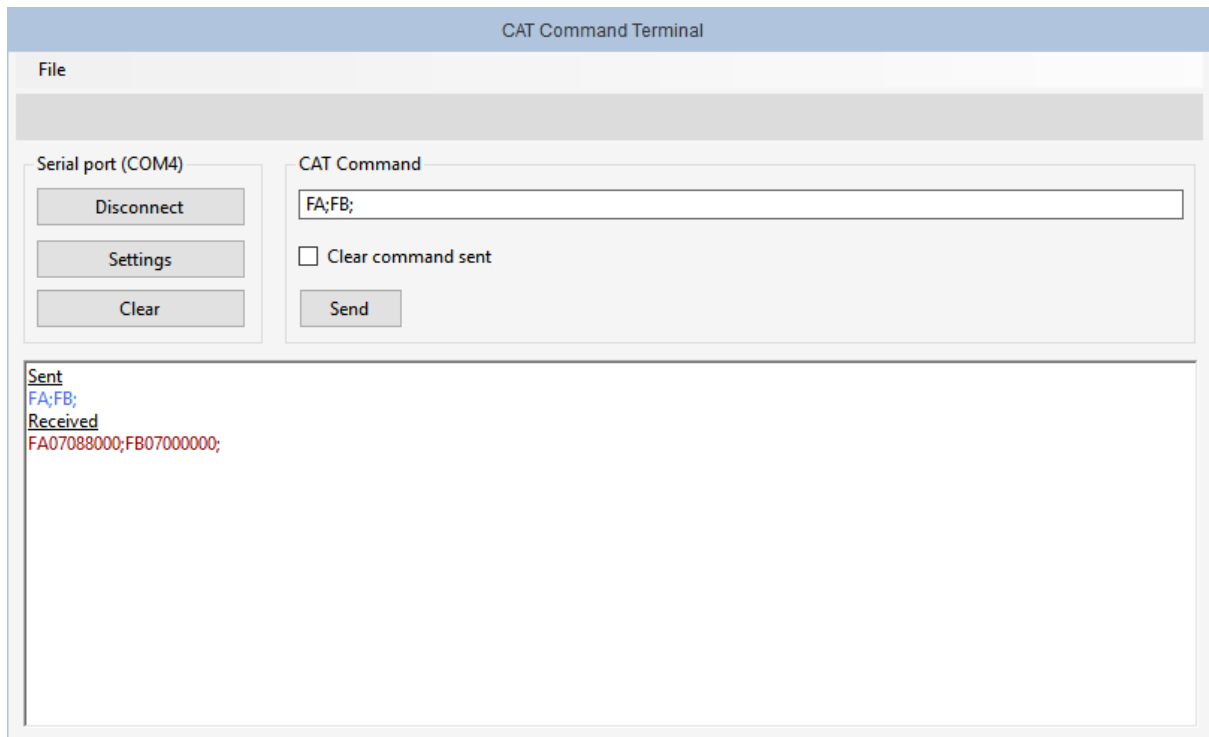 CAT Command Terminal
File
Serial port (COM4)
Disconnect
Settings
Clear
CAT Command
FA;FB;
Clear command sent
Send
Sent
FA;FB;
Received
FA07088000;FB07000000;